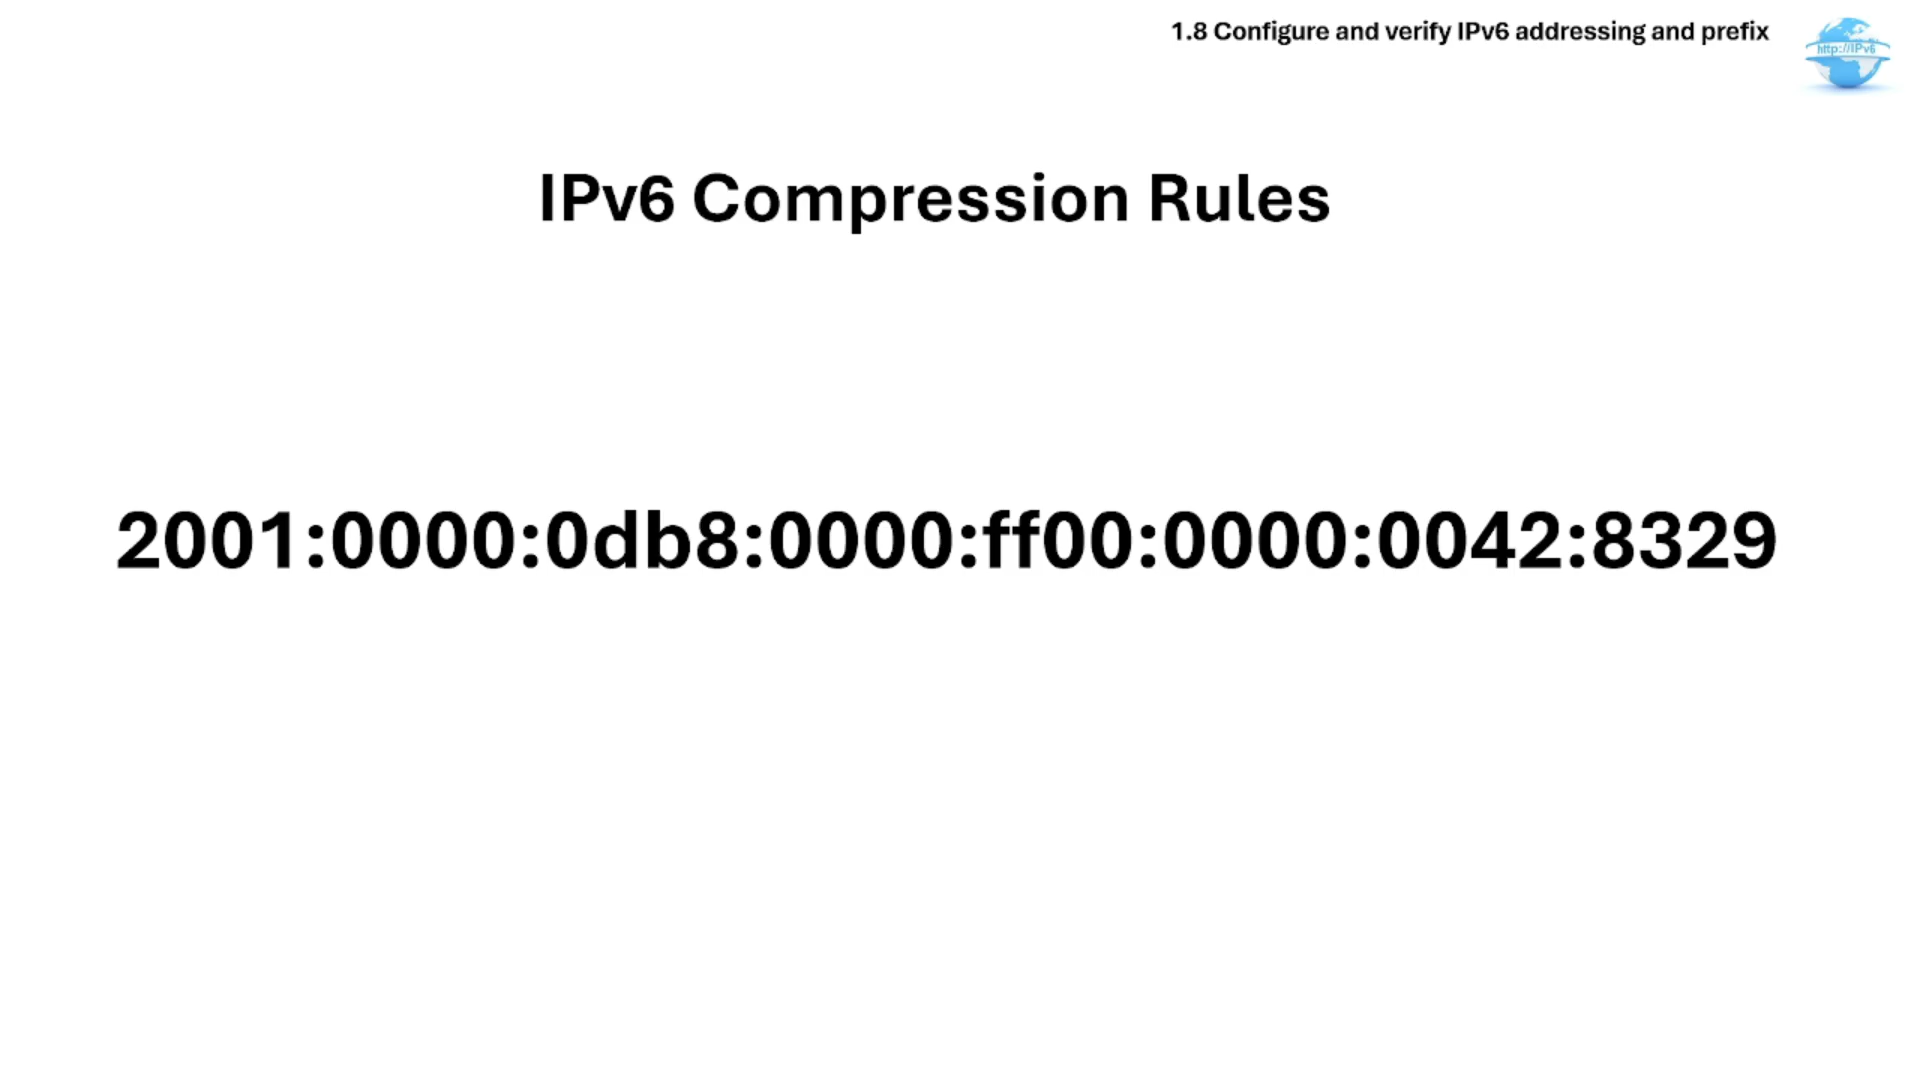 1.8 Configure and verify IPv6 addressing and prefix
http://IPv6
IPv6 Compression Rules
2001:0000:0db8:0000:ff00:0000:0042:8329